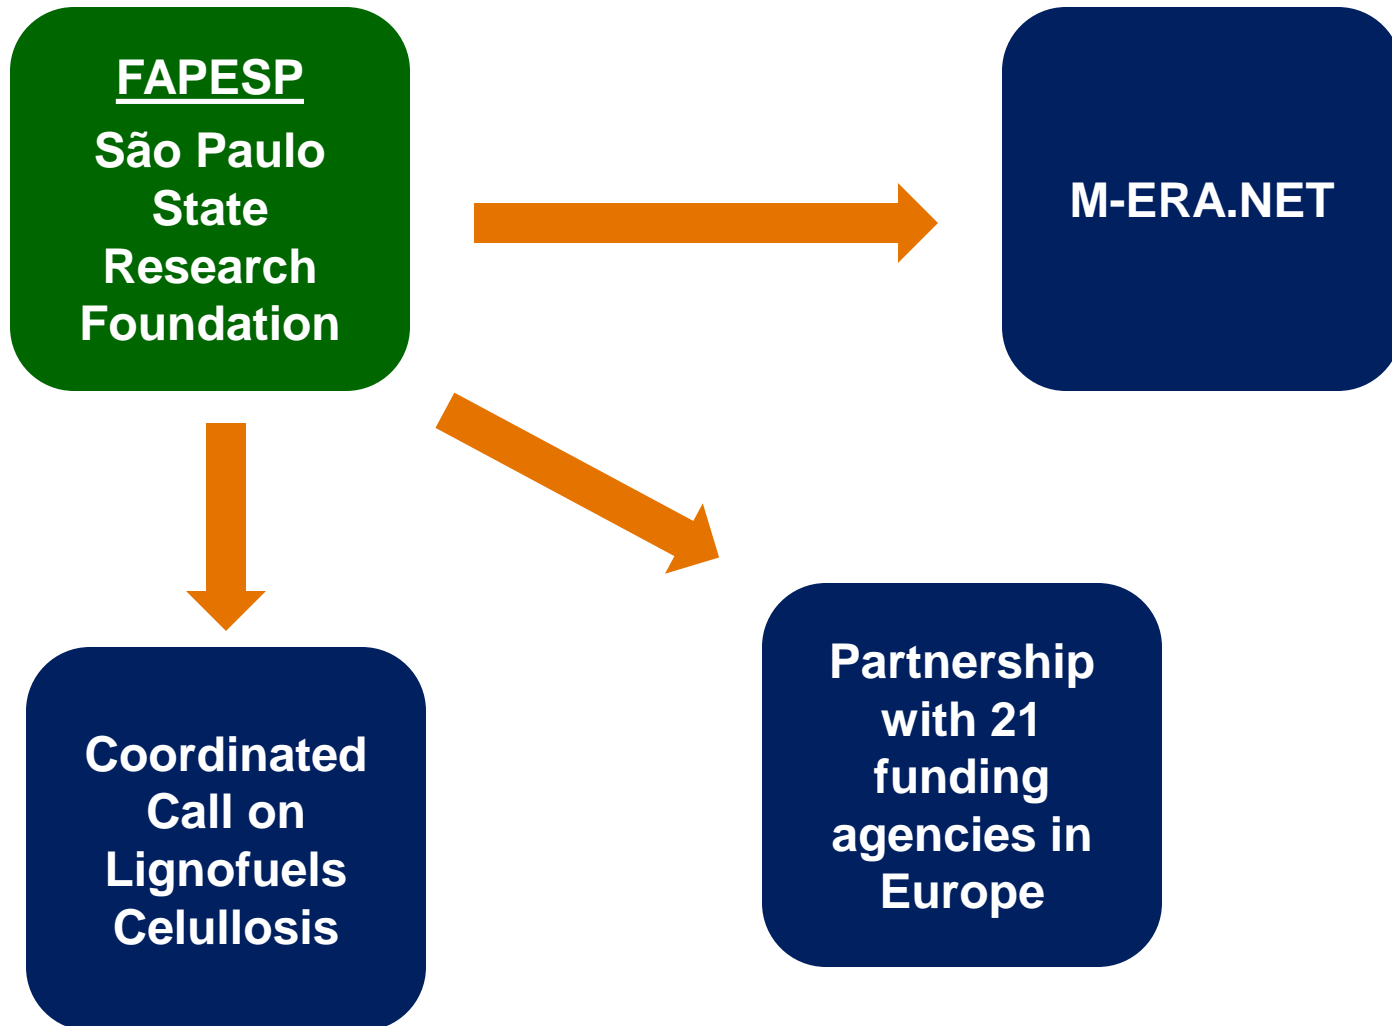 FAPESP
São Paulo
State
Research
Foundation
M-ERA.NET
Coordinated
Call on
Lignofuels
Celullosis
Partnership
with 21
funding
agencies in
Europe